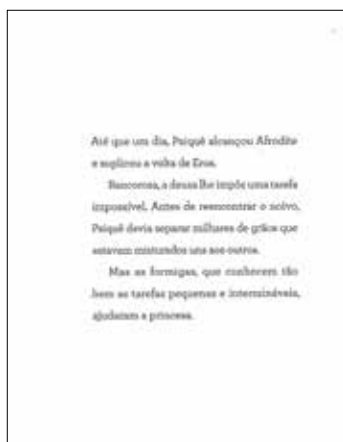 Até que um dia, Psiquê alcançou Afrodite
e suplicou a volta de Eros.
Rancorosa, a deusa lhe impôs uma tarefa
impossível. Antes de reencontrar o noivo,
Psiquê devia separar milhares de grãos que
estavam misturados uns aos outros.
Mas as formigas, que conhecem tão
bem as tarefas pequenas e intermináveis,
ajudaram a princesa.